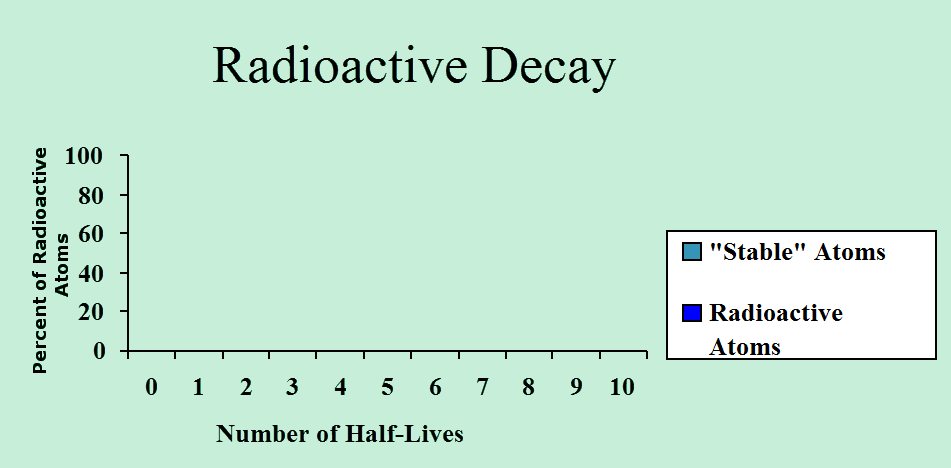 Radioactive Decay
Percent of Radioactive
Atoms
100
80
60
40
20
0
0 1 2 3 4 5 6 7 8 9 10
Number of Half-Lives
"Stable" Atoms
Radioactive
Atoms